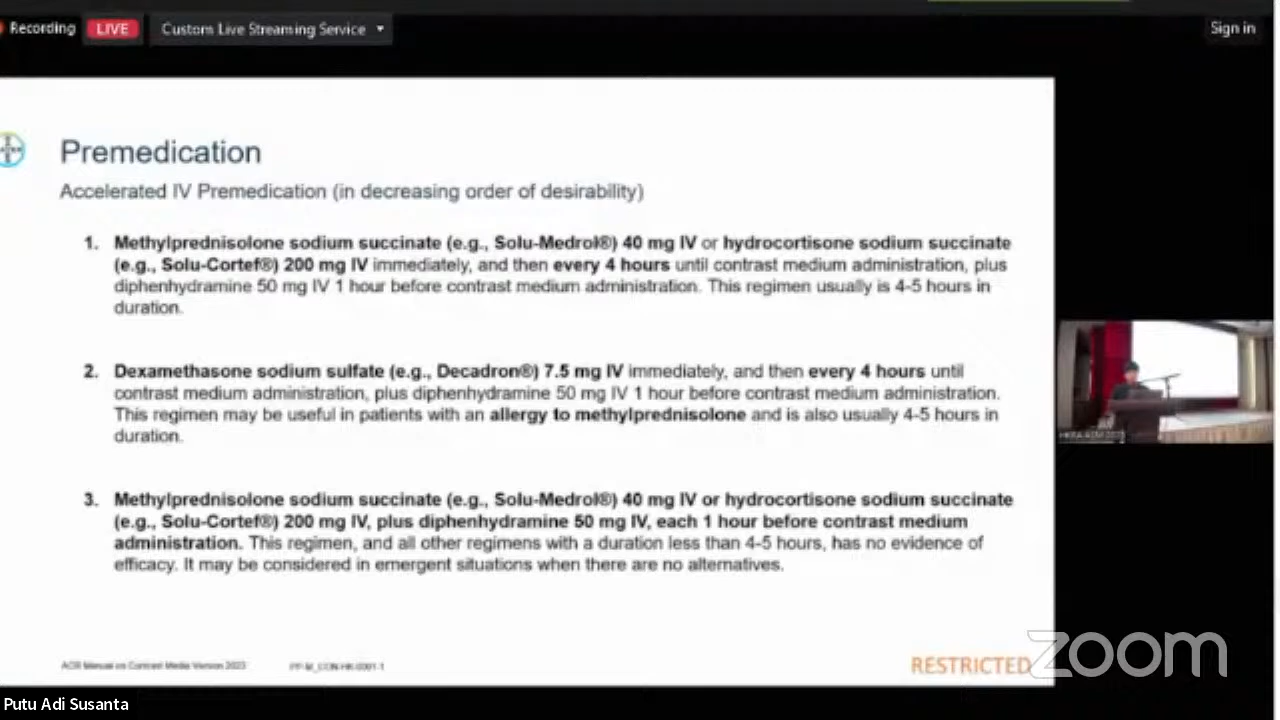 Recording
LIVE
Custom Live Streaming Service
Sign in
Premedication
Accelerated IV Premedication (in decreasing order of desirability)
1. Methylprednisolone sodium succinate (e.g., Solu-Medrol®) 40 mg IV or hydrocortisone sodium succinate
(e.g., Solu-Cortef®) 200 mg IV immediately, and then every 4 hours until contrast medium administration, plus
diphenhydramine 50 mg IV 1 hour before contrast medium administration. This regimen usually is 4-5 hours in
duration.
2. Dexamethasone sodium sulfate (e.g., Decadron®) 7.5 mg IV immediately, and then every 4 hours until
contrast medium administration, plus diphenhydramine 50 mg IV 1 hour before contrast medium administration.
This regimen may be useful in patients with an allergy to methylprednisolone and is also usually 4-5 hours in
duration.
3. Methylprednisolone sodium succinate (e.g., Solu-Medrol®) 40 mg IV or hydrocortisone sodium succinate
(e.g., Solu-Cortef®) 200 mg IV, plus diphenhydramine 50 mg IV, each 1 hour before contrast medium
administration. This regimen, and all other regimens with a duration less than 4-5 hours, has no evidence of
efficacy. It may be considered in emergent situations when there are no alternatives.
ACR Manual on Contrast Media Version 2023
RESTRICTED
zoom
Putu Adi Susanta